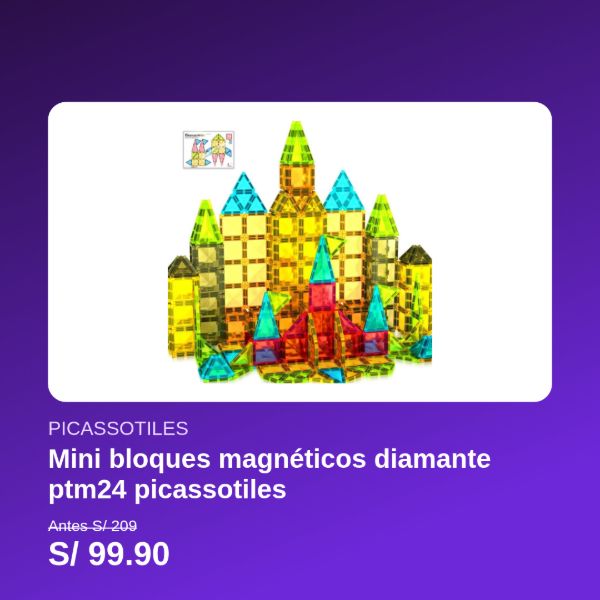 PICASSOTILES
Mini bloques magnéticos diamante
ptm24 picassotiles
Antes S/ 209
S/ 99.90